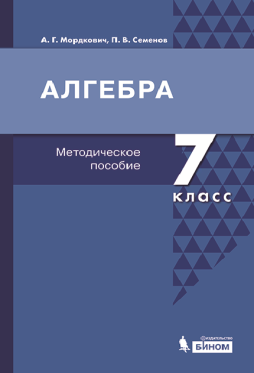 А. Г. Мордкович, П. В. Семенов
АЛГЕБРА
Методическое
пособие
7
класс
издательство
БИНОМ